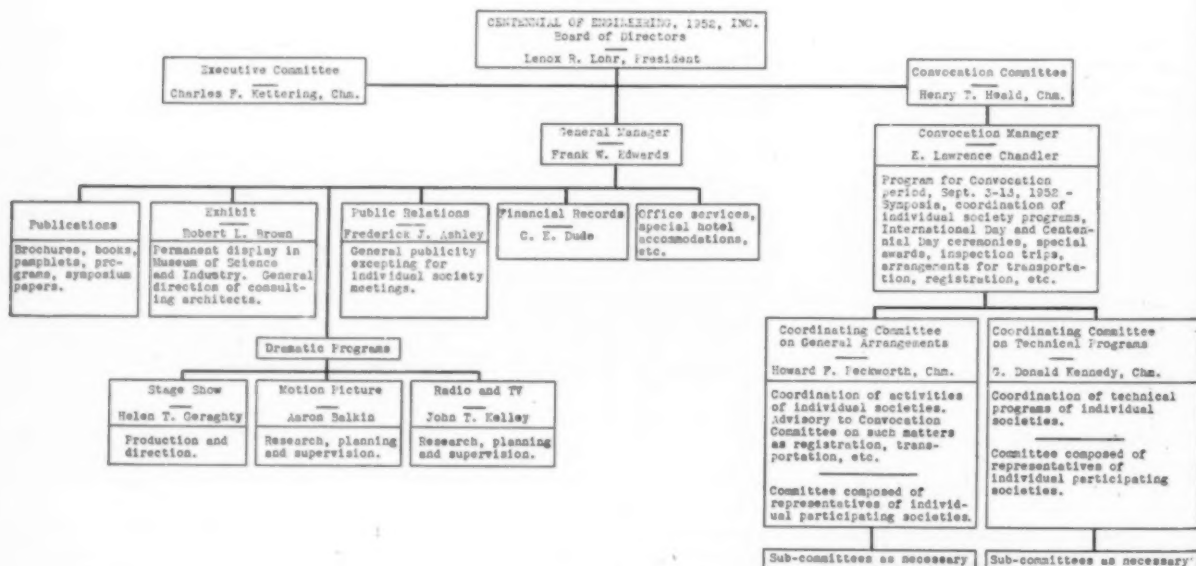 CENTENNIAL OF ENGINEERING, 1952, INC.
Board of Directors
Lenox R. Lohr, President
Executive Committee
Charles F. Kettering, Chm.
Convocation Committee
Henry T. Heald, Chm.
General Manager
Frank W. Edwards
Convocation Manager
E. Lawrence Chandler
Program for Convocation
period, Sept. 3-13, 1952 -
Symposia, coordination of
individual society programs,
International Day and Centen-
nial Day ceremonies, special
awards, inspection trips,
arrangements for transporta-
tion, registration, etc.
Publications
Brochures, books,
pamphlets, pro-
grams, symposium
papers.
Exhibit
Robert L. Brown
Permanent display in
Museum of Science
and Industry. General
direction of consult-
ing architects.
Public Relations
Frederick J. Ashley
General publicity
excepting for
individual society
meetings.
Financial Records
C. E. Dude
Office services,
special hotel
accommodations,
etc.
Dramatic Programs
Stage Show
Helen T. Geraghty
Production and
direction.
Motion Picture
Aaron Balkin
Research, planning
and supervision.
Radio and TV
John T. Kelley
Research, planning
and supervision.
Coordinating Committee
on General Arrangements
Howard F. Peckworth, Chm.
Coordination of activities
of individual societies.
Advisory to Convocation
Committee on such matters
as registration, trans-
portation, etc.
Committee composed of
representatives of individ-
ual participating societies.
Sub-committees as necessary
Coordinating Committee
on Technical Programs
G. Donald Kennedy, Chm.
Coordination of technical
programs of individual
societies.
Committee composed of
representatives of
individual participating
societies.
Sub-committees as necessary